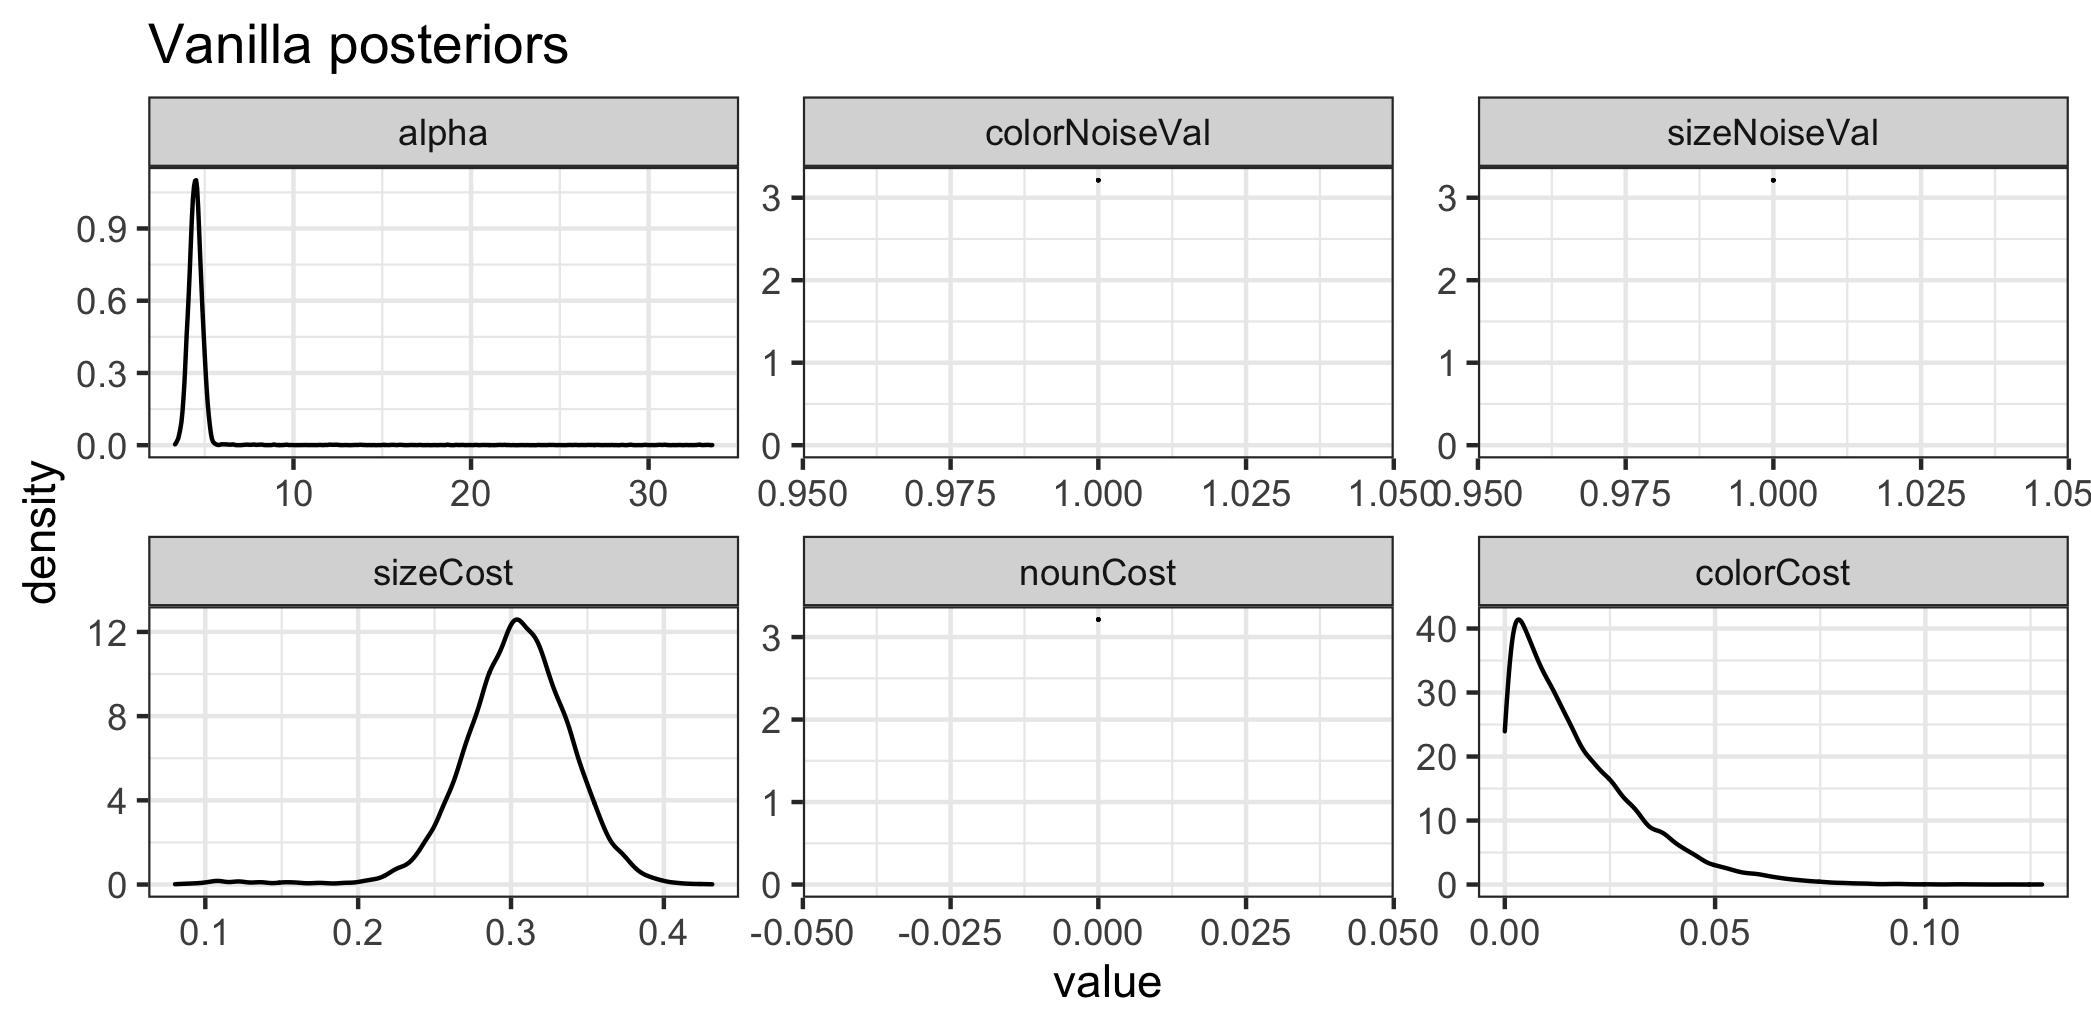 Vanilla posteriors
alpha
colorNoiseVal
sizeNoiseVal
0.9
0.6
0.3
0.0
3
2
1
0
3
2
1
0
10 20 30
0.950 0.975 1.000 1.025 1.050
0.950 0.975 1.000 1.025 1.05
density
sizeCost
nounCost
colorCost
12
8
4
0
3
2
1
0
40
30
20
10
0
0.1 0.2 0.3 0.4
-0.050 -0.025 0.000 0.025 0.050
0.00 0.05 0.10
value